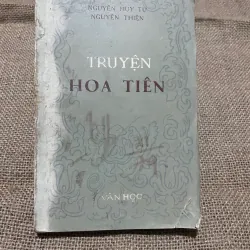 NGUYỄN HUY TỰ
NGUYỄN THIỆN
TRUYỆN
HOA TIÊN
VĂN HỌC